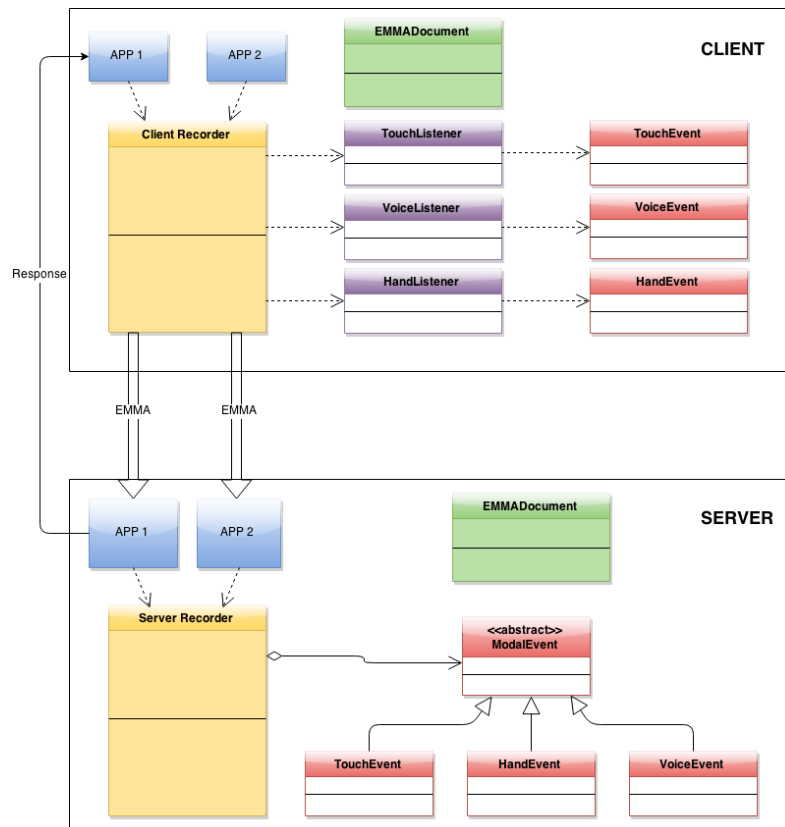 EMMADocument
CLIENT
APP 1
APP 2
Client Recorder
TouchListener
TouchEvent
VoiceListener
VoiceEvent
HandListener
HandEvent
Response
EMMA
EMMA
APP 1
APP 2
EMMADocument
SERVER
Server Recorder
<<abstract>>
ModalEvent
TouchEvent
HandEvent
VoiceEvent